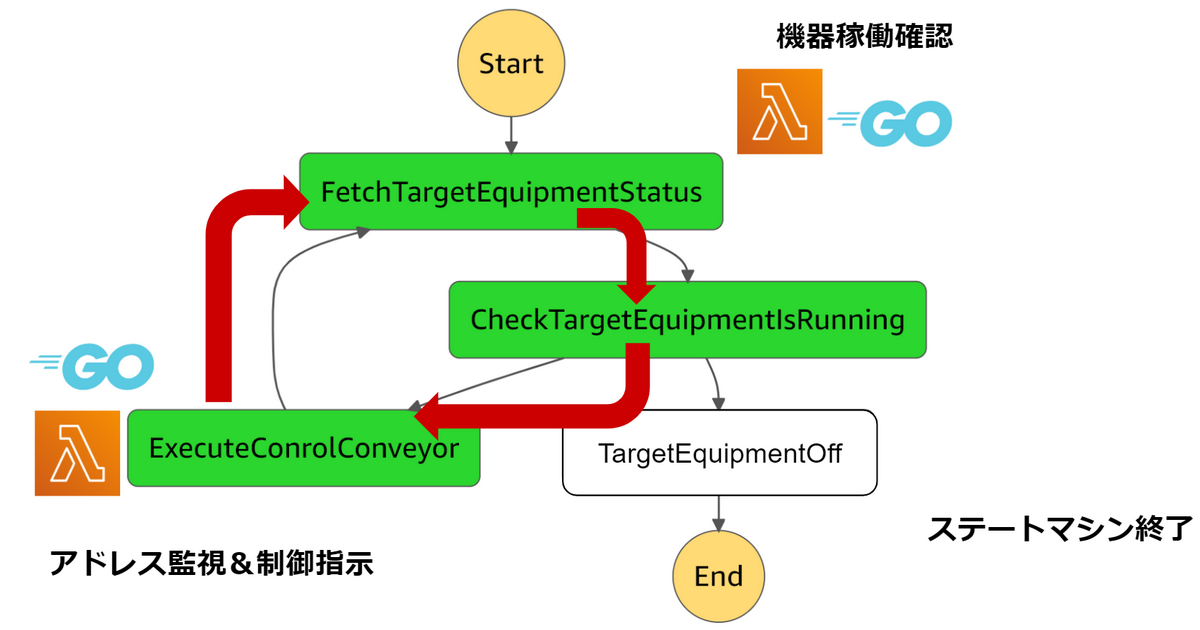 Start
機器稼働確認
GO
FetchTargetEquipmentStatus
CheckTargetEquipmentIsRunning
GO
ExecuteConrolConveyor
TargetEquipmentOff
ステートマシン終了
アドレス監視＆制御指示
End